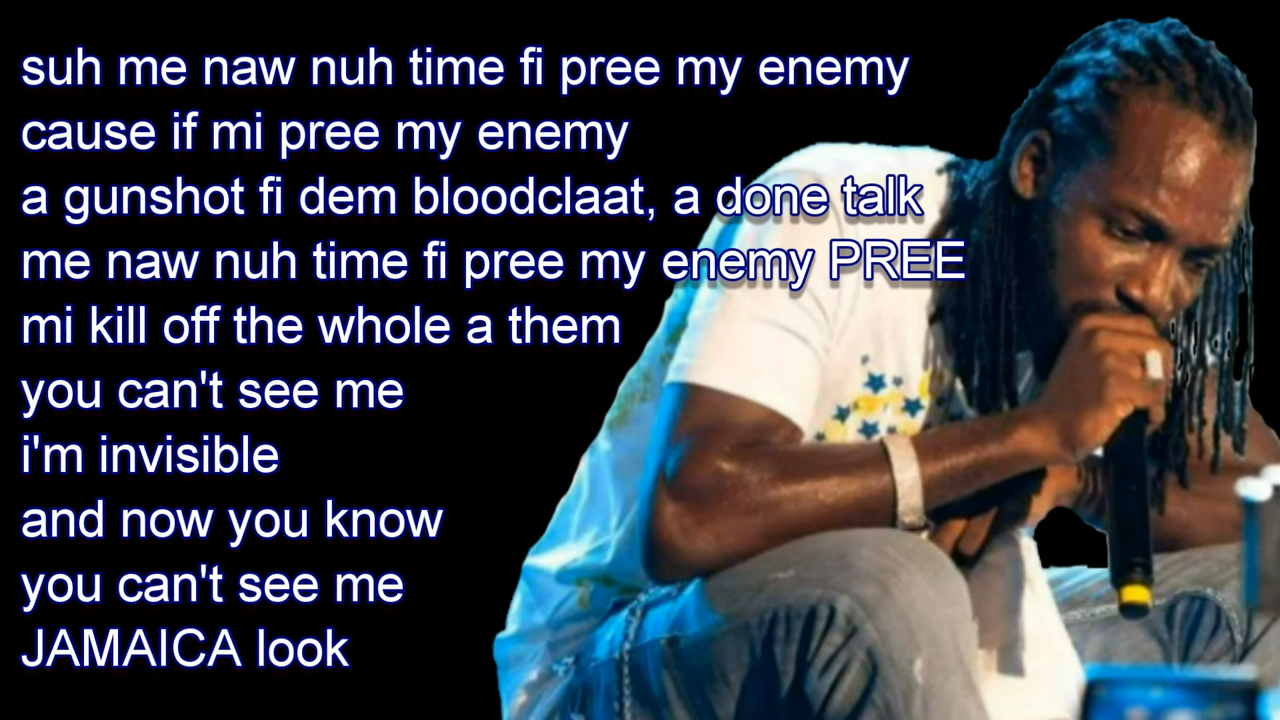 suh me naw nuh time fi pree my enemy
cause if mi pree my enemy
a gunshot fi dem bloodclaat, a done talk
me naw nuh time fi pree my enemy PREE
mi kill off the whole a them
you can't see me
i'm invisible
and now you know
you can't see me
JAMAICA look